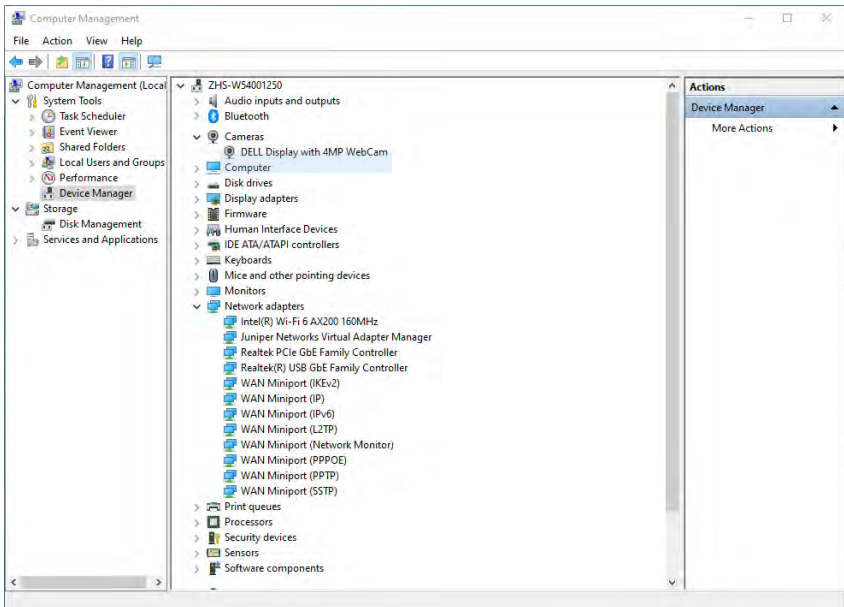 Computer Management
File Action View Help
Computer Management (Local
System Tools
Task Scheduler
Event Viewer
Shared Folders
Local Users and Groups
Performance
Device Manager
Storage
Disk Management
Services and Applications
ZHS-W54001250
Audio inputs and outputs
Bluetooth
Cameras
DELL Display with 4MP WebCam
Computer
Disk drives
Display adapters
Firmware
Human Interface Devices
IDE ATA/ATAPI controllers
Keyboards
Mice and other pointing devices
Monitors
Network adapters
Intel(R) Wi-Fi 6 AX200 160MHz
Juniper Networks Virtual Adapter Manager
Realtek PCIe GbE Family Controller
Realtek(R) USB GbE Family Controller
WAN Miniport (IKEv2)
WAN Miniport (IP)
WAN Miniport (IPv6)
WAN Miniport (L2TP)
WAN Miniport (Network Monitor)
WAN Miniport (PPPOE)
WAN Miniport (PPTP)
WAN Miniport (SSTP)
Print queues
Processors
Security devices
Sensors
Software components
Actions
Device Manager
More Actions